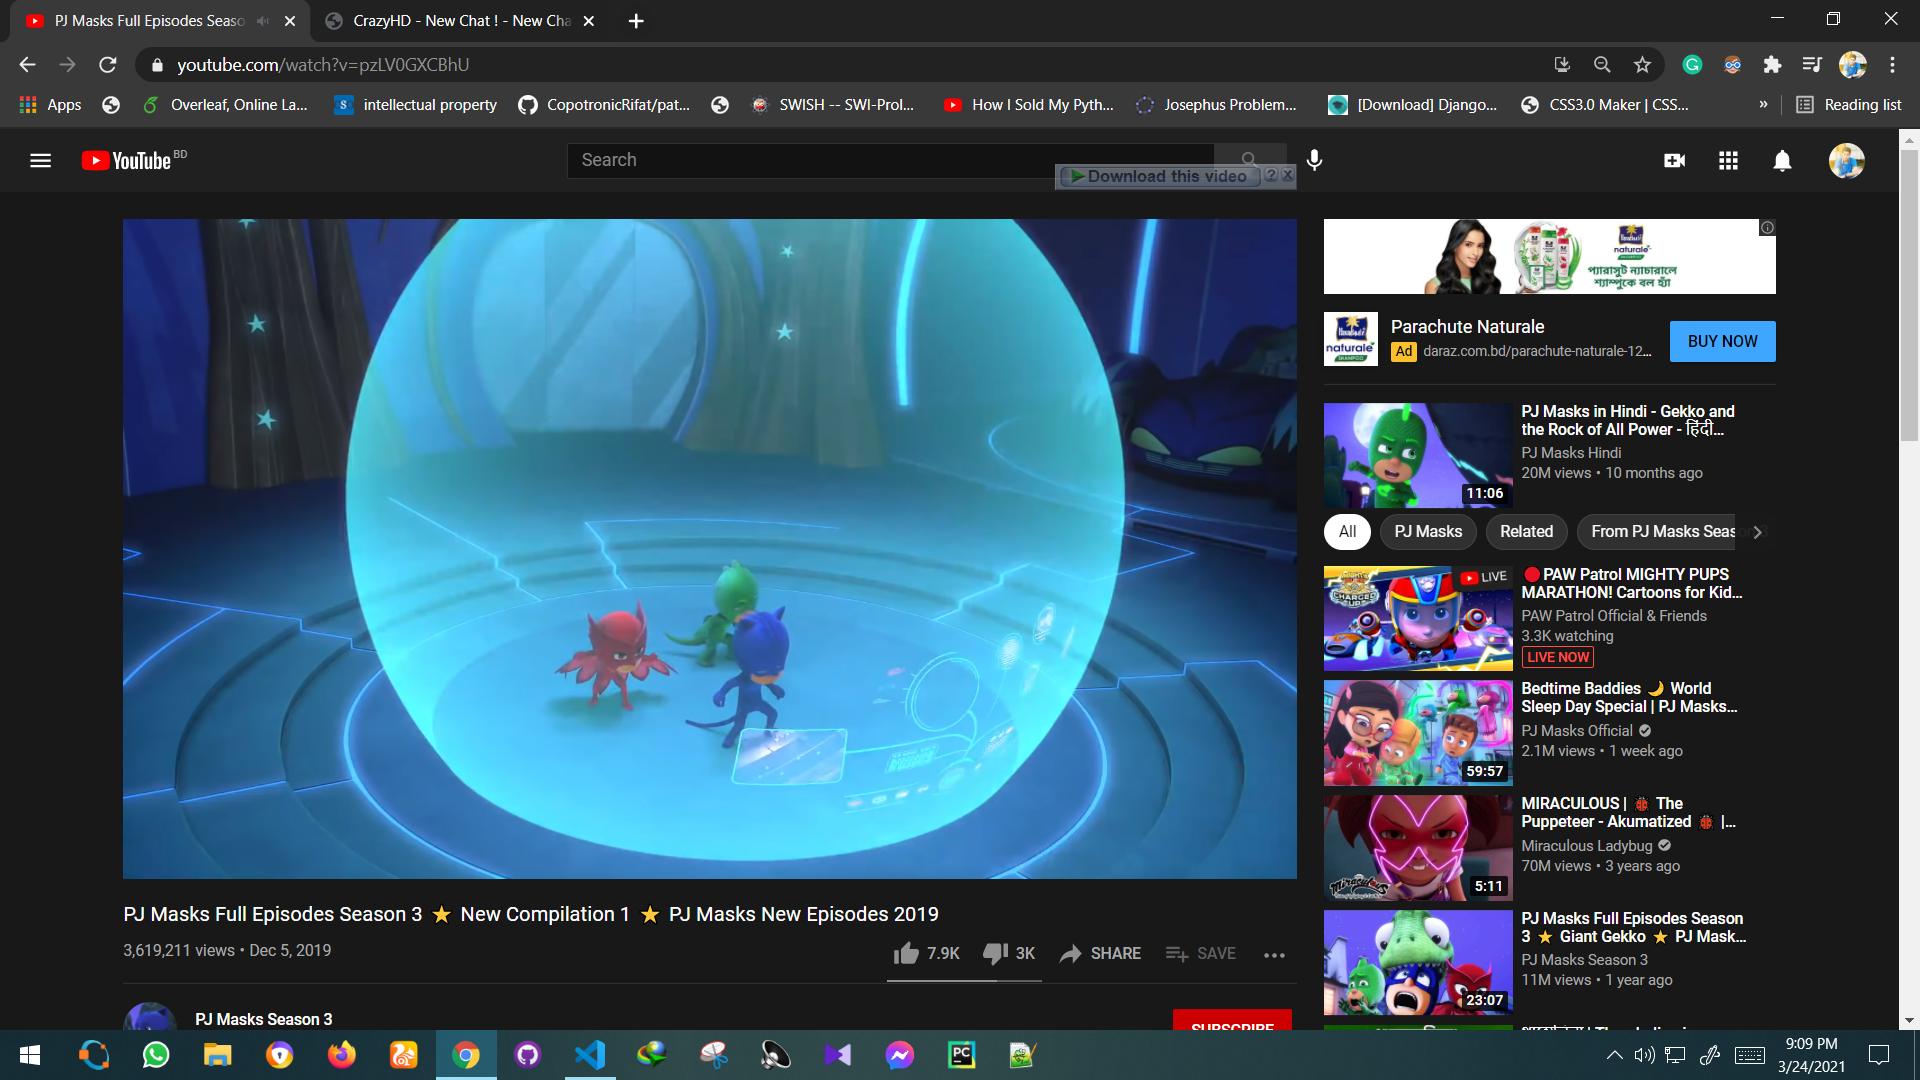 PJ Masks Full Episodes Seaso
CrazyHD - New Chat ! - New Cha
youtube.com/watch?v=pzLV0GXCBhU
Apps
Overleaf, Online La...
intellectual property
CopotronicRifat/pat...
SWISH -- SWI-Prol...
How I Sold My Pyth...
Josephus Problem...
[Download] Django...
CSS3.0 Maker | CSS...
»
Reading list
YouTube BD
Search
Download this video
naturale
প্যারাসুট ন্যাচারালে
শ্যাম্পুকে বল হ্যাঁ
naturale
SHAMPOO
Parachute Naturale
Ad daraz.com.bd/parachute-naturale-12...
BUY NOW
11:06
PJ Masks in Hindi - Gekko and
the Rock of All Power - हिंदी...
PJ Masks Hindi
20M views • 10 months ago
All
PJ Masks
Related
From PJ Masks Season 3
CHARGED UP
LIVE
PAW Patrol MIGHTY PUPS
MARATHON! Cartoons for Kid...
PAW Patrol Official & Friends
3.3K watching
LIVE NOW
59:57
Bedtime Baddies 🌙 World
Sleep Day Special | PJ Masks...
PJ Masks Official
2.1M views • 1 week ago
Miraculous
5:11
MIRACULOUS | 🐞 The
Puppeteer - Akumatized 🐞 |...
Miraculous Ladybug
70M views • 3 years ago
23:07
PJ Masks Full Episodes Season
3 ⭐ Giant Gekko ⭐ PJ Mask...
PJ Masks Season 3
11M views • 1 year ago
PJ Masks Full Episodes Season 3 ⭐ New Compilation 1 ⭐ PJ Masks New Episodes 2019
3,619,211 views • Dec 5, 2019
7.9K
3K
SHARE
SAVE
PJ Masks Season 3
SUBSCRIBE
PC
9:09 PM
3/24/2021